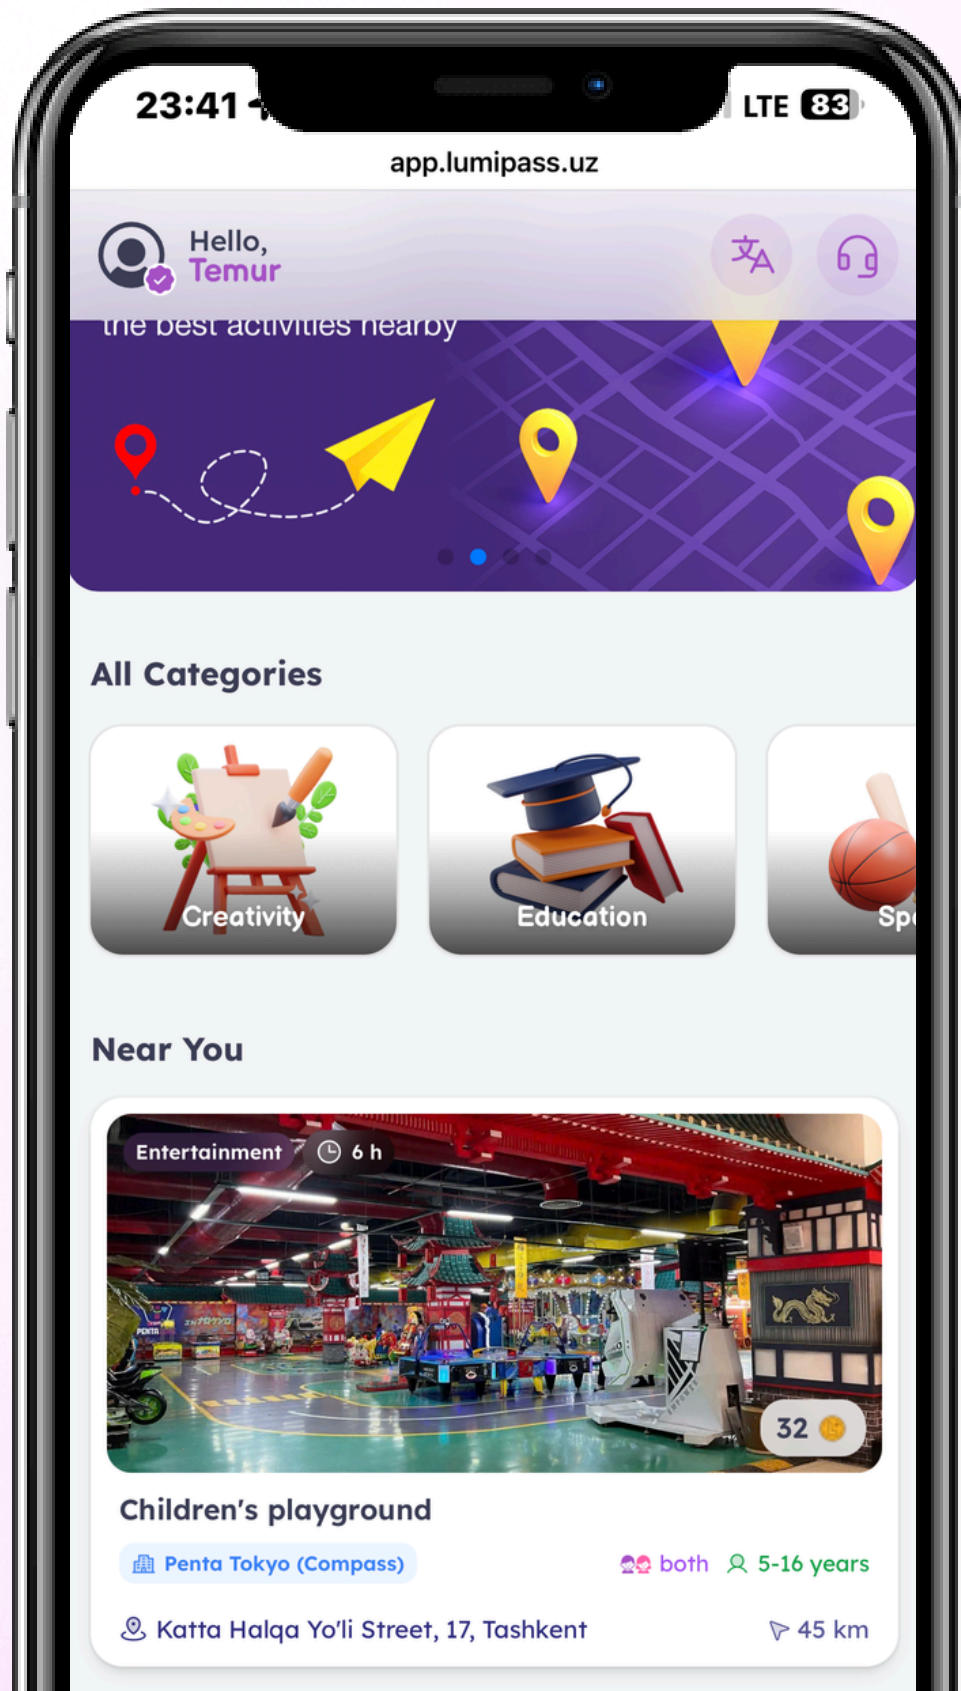 23:41
LTE 83
app.lumipass.uz
Hello,
Temur
the best activities nearby
All Categories
Creativity
Education
Spo
Near You
Entertainment
6 h
PENTA
32
Children's playground
Penta Tokyo (Compass)
both
5-16 years
Katta Halqa Yo'li Street, 17, Tashkent
45 km